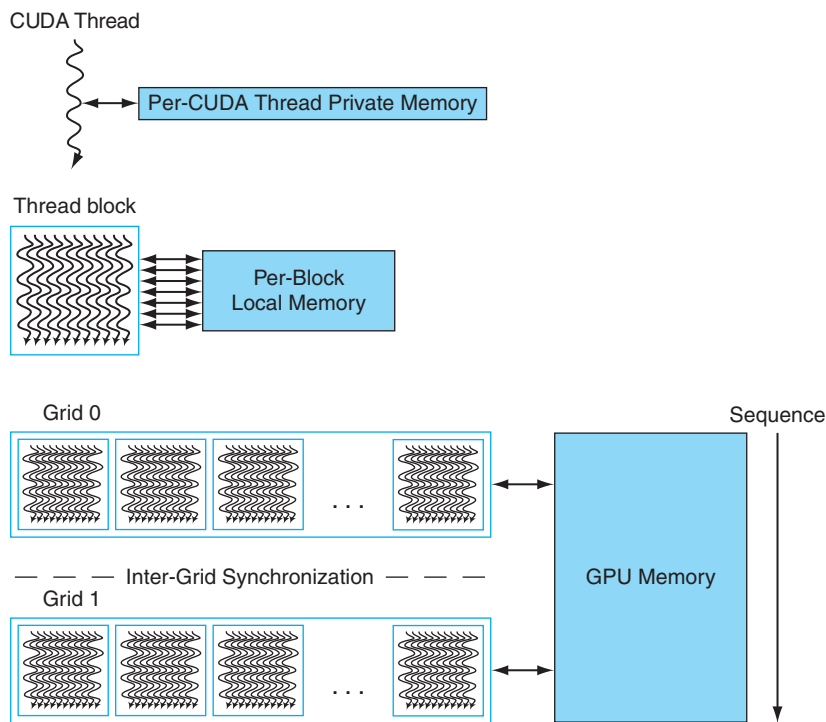 CUDA Thread
Per-CUDA Thread Private Memory
Thread block
Per-Block
Local Memory
Grid 0
Sequence
. . .
Inter-Grid Synchronization
GPU Memory
Grid 1
. . .